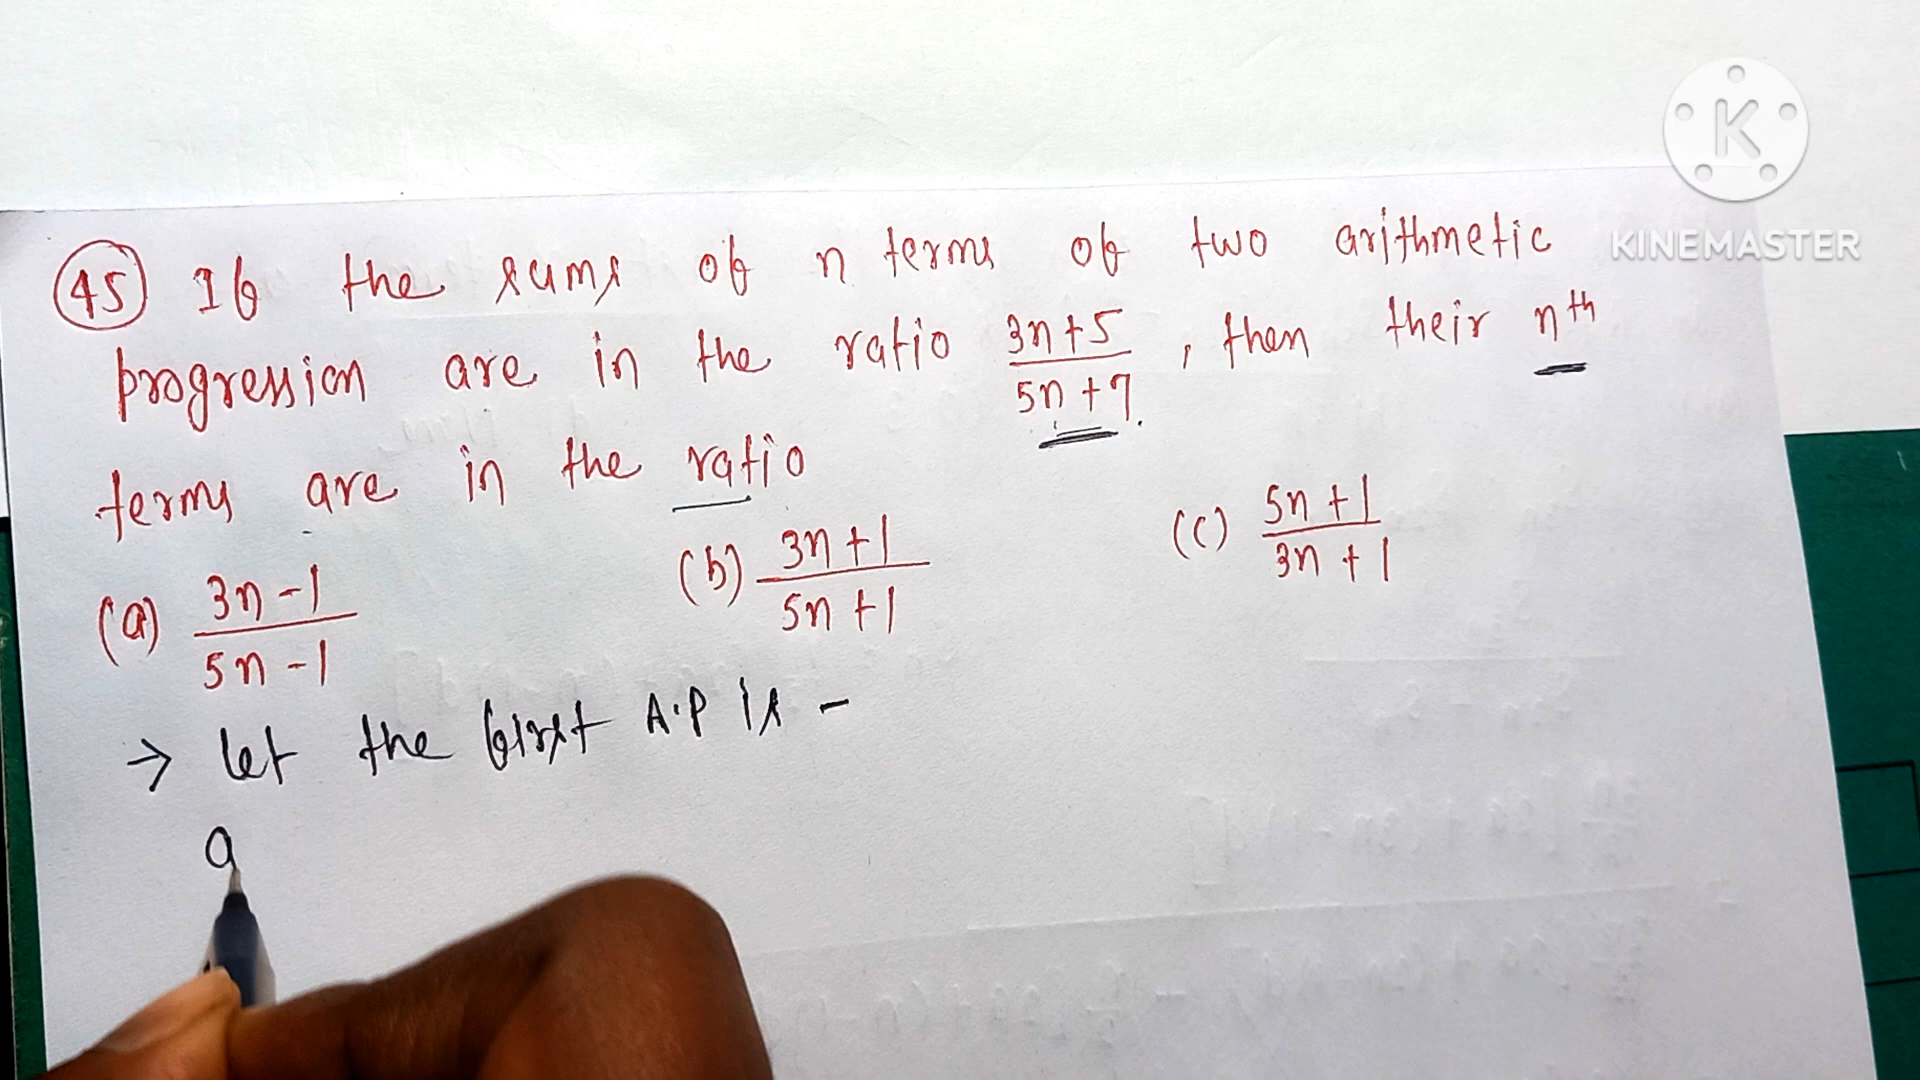 K
KINEMASTER
(45) If the sums of n terms of two arithmetic
progression are in the ratio 3n+5/5n+7, then their nth
terms are in the ratio
(a) 3n-1/5n-1 (b) 3n+1/5n+1 (c) 5n+1/3n+1
→ let the first A.P is -
a